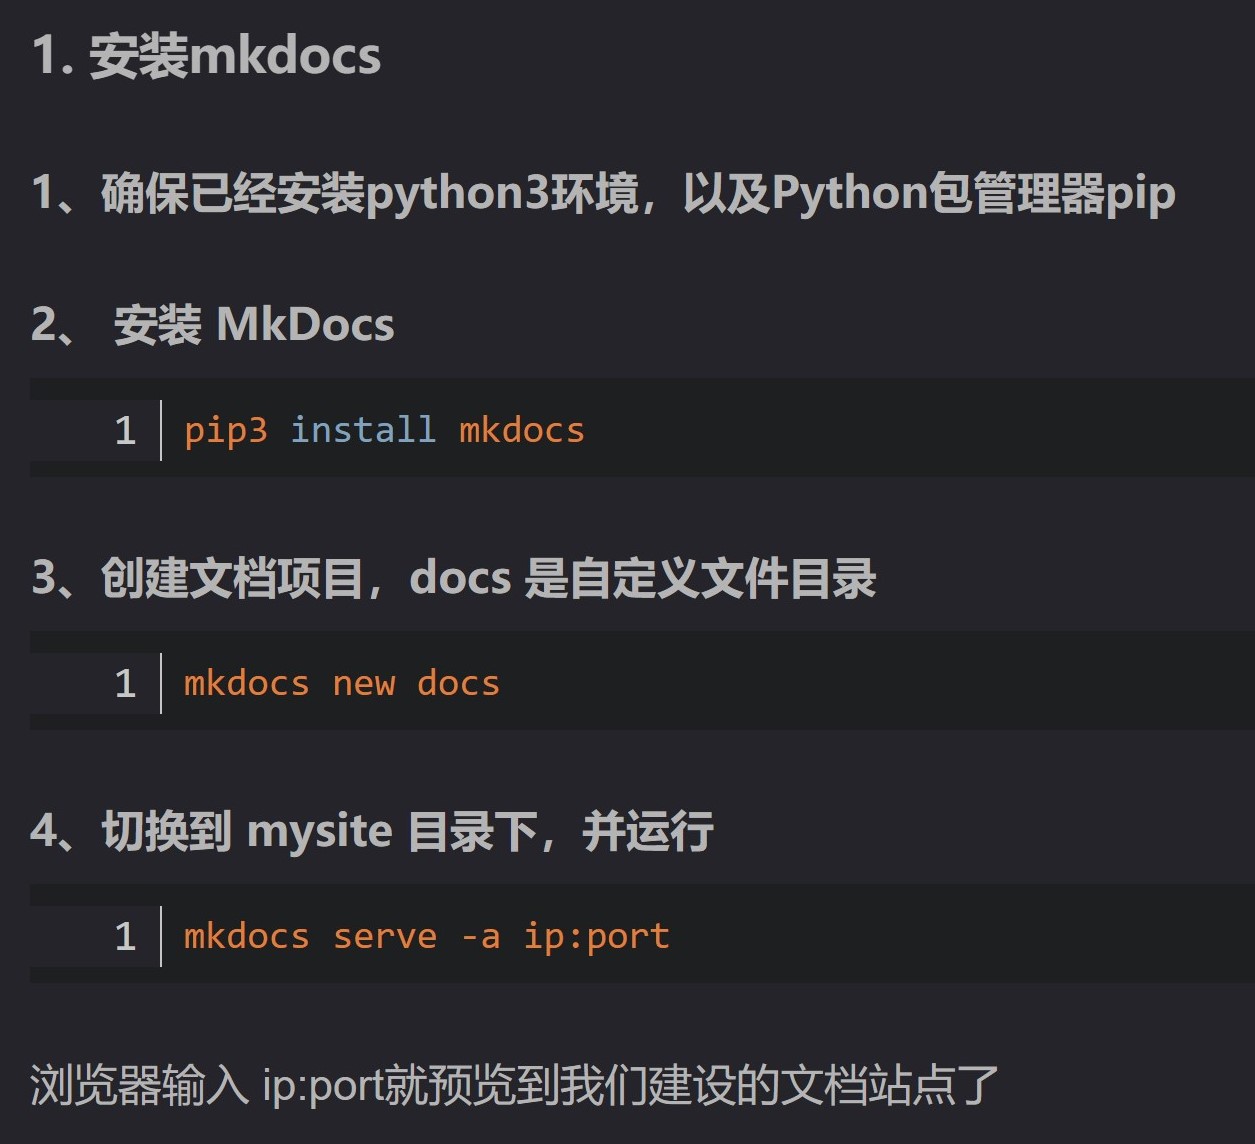 1. 安装mkdocs
1、确保已经安装python3环境，以及Python包管理器pip
2、 安装 MkDocs
1 pip3 install mkdocs
3、创建文档项目，docs 是自定义文件目录
1 mkdocs new docs
4、切换到 mysite 目录下，并运行
1 mkdocs serve -a ip:port
浏览器输入 ip:port就预览到我们建设的文档站点了